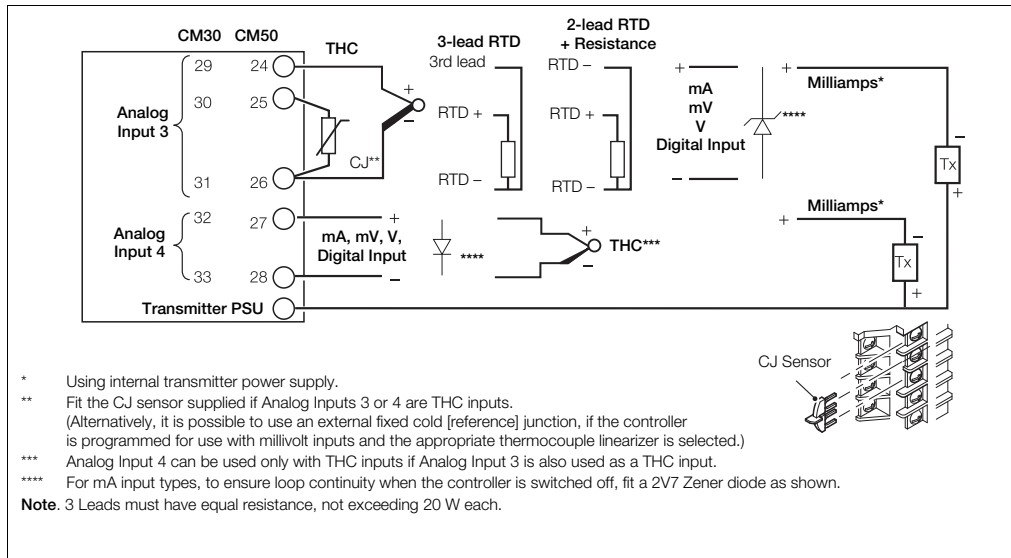 CM30 CM50
THC
3-lead RTD
3rd lead
2-lead RTD
+ Resistance
29 24
30 25
Analog
Input 3
31 26
+
–
CJ**
RTD +
RTD –
RTD –
RTD +
RTD –
+
mA
mV
V
Digital Input
–
****
+
Milliamps*
–
Tx
+
Analog
Input 4
32 27
33 28
+
mA, mV, V,
Digital Input
–
****
+
–
THC***
+
Milliamps*
–
Tx
+
Transmitter PSU
CJ Sensor
* Using internal transmitter power supply.
** Fit the CJ sensor supplied if Analog Inputs 3 or 4 are THC inputs.
(Alternatively, it is possible to use an external fixed cold [reference] junction, if the controller
is programmed for use with millivolt inputs and the appropriate thermocouple linearizer is selected.)
*** Analog Input 4 can be used only with THC inputs if Analog Input 3 is also used as a THC input.
**** For mA input types, to ensure loop continuity when the controller is switched off, fit a 2V7 Zener diode as shown.
Note. 3 Leads must have equal resistance, not exceeding 20 W each.